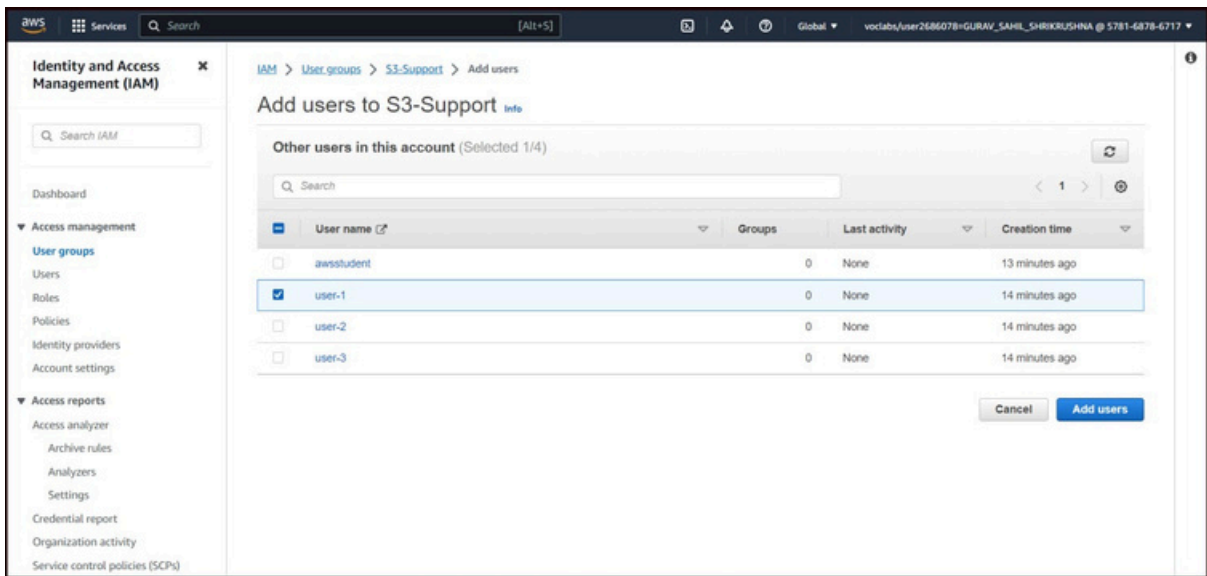 aws Services Search [Alt+S] Global voclabs/user2686078=GURAV_SAHIL_SHRIKRUSHNA @ 5781-6878-6717
Identity and Access
Management (IAM)
Search IAM
Dashboard
Access management
User groups
Users
Roles
Policies
Identity providers
Account settings
Access reports
Access analyzer
Archive rules
Analyzers
Settings
Credential report
Organization activity
Service control policies (SCPs)
IAM > User groups > S3-Support > Add users
Add users to S3-Support Info
Other users in this account (Selected 1/4)
Search
1
User name Groups Last activity Creation time
awsstudent 0 None 13 minutes ago
user-1 0 None 14 minutes ago
user-2 0 None 14 minutes ago
user-3 0 None 14 minutes ago
Cancel Add users